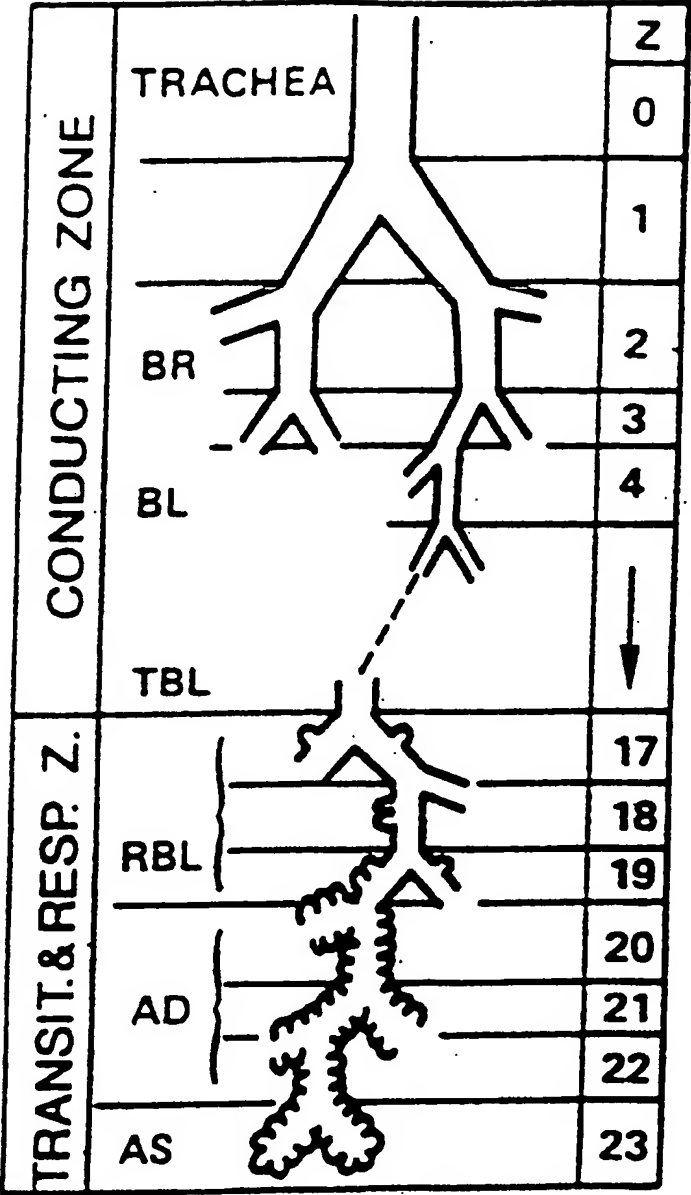 Z
TRACHEA
0
CONDUCTING ZONE
1
BR
2
3
BL
4
TBL
TRANSIT. & RESP. Z.
17
18
RBL
19
20
AD
21
22
AS
23